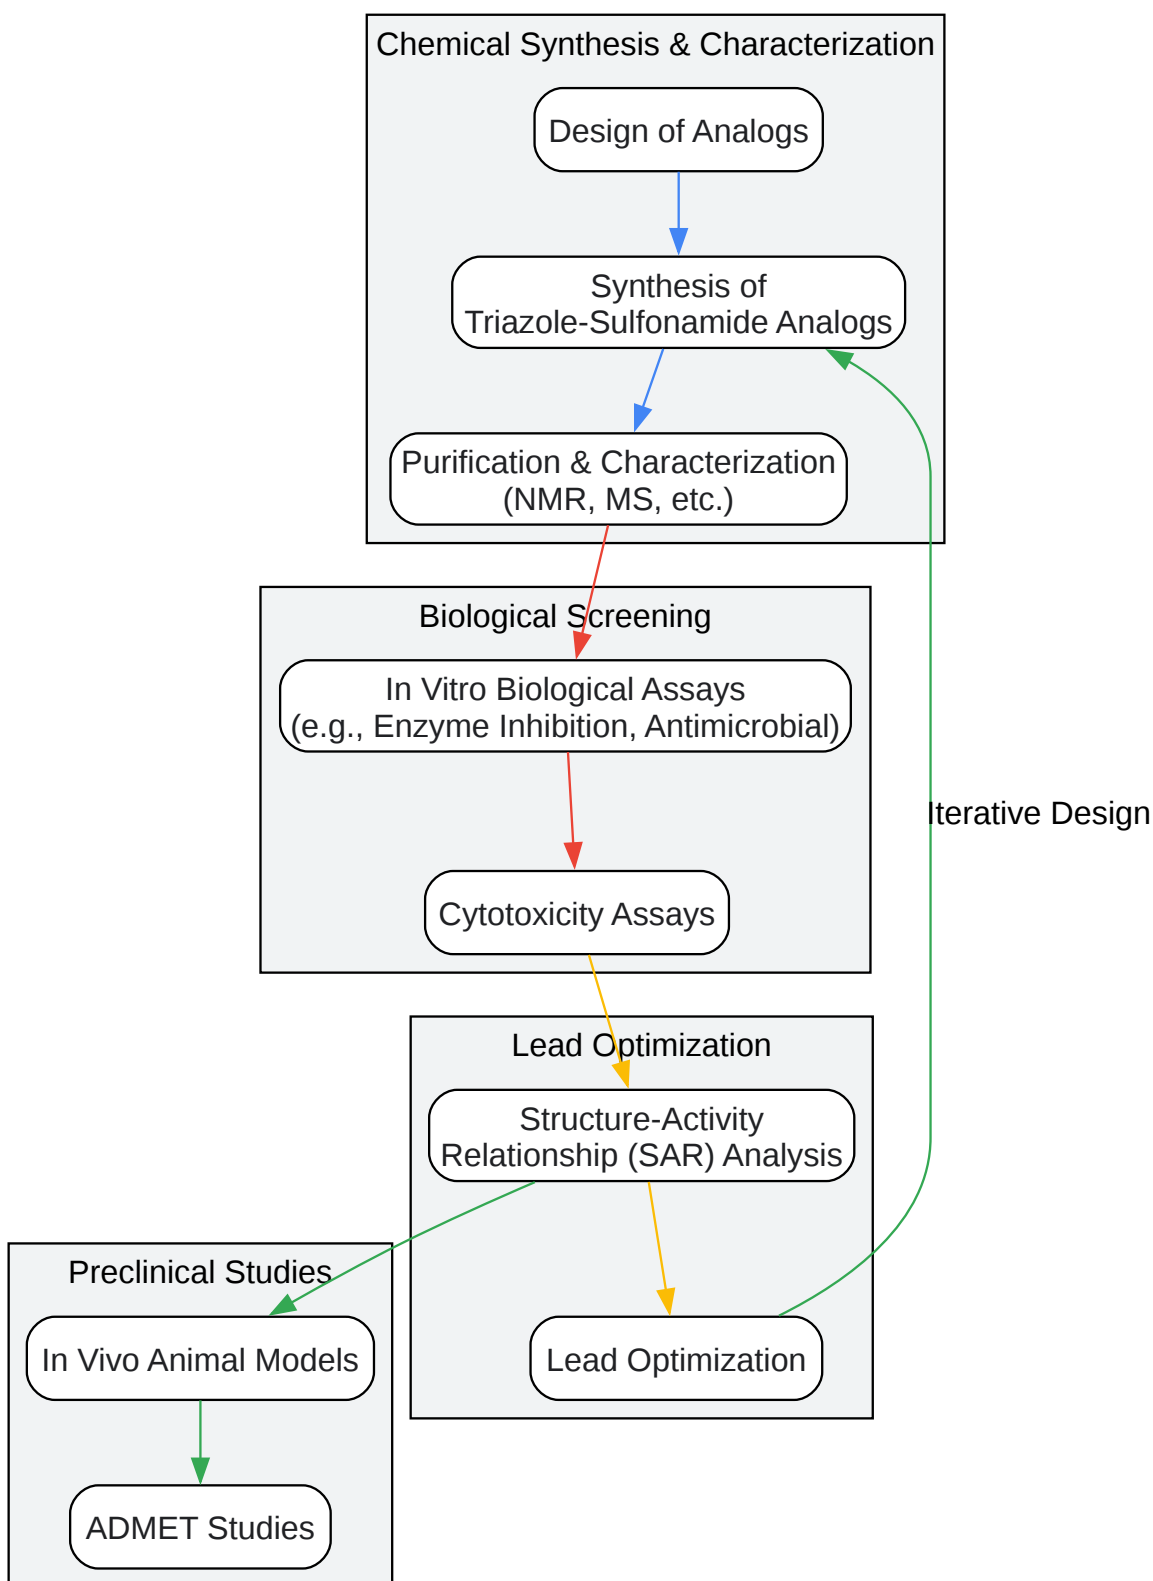 Chemical Synthesis & Characterization
Design of Analogs
Synthesis of
Triazole-Sulfonamide Analogs
Purification & Characterization
(NMR, MS, etc.)
Biological Screening
In Vitro Biological Assays
(e.g., Enzyme Inhibition, Antimicrobial)
Iterative Design
Cytotoxicity Assays
Lead Optimization
Structure-Activity
Relationship (SAR) Analysis
Preclinical Studies
In Vivo Animal Models
Lead Optimization
ADMET Studies